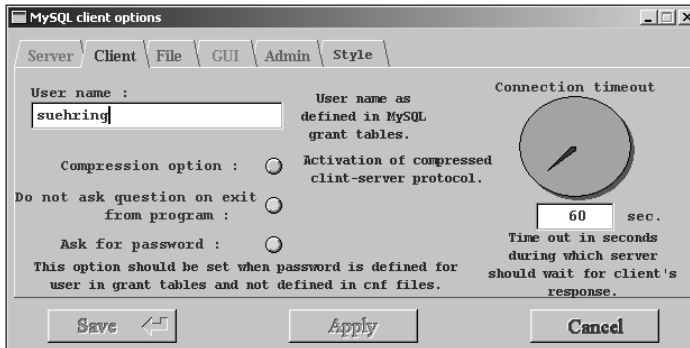 MySQL client options
Server Client File GUI Admin Style
User name :
suehring
User name as
defined in MySQL
grant tables.
Connection timeout
Compression option :
Activation of compressed
clint-server protocol.
Do not ask question on exit
from program :
60 sec.
Ask for password :
Time out in seconds
during which server
should wait for client's
response.
This option should be set when password is defined for
user in grant tables and not defined in cnf files.
Save Apply Cancel